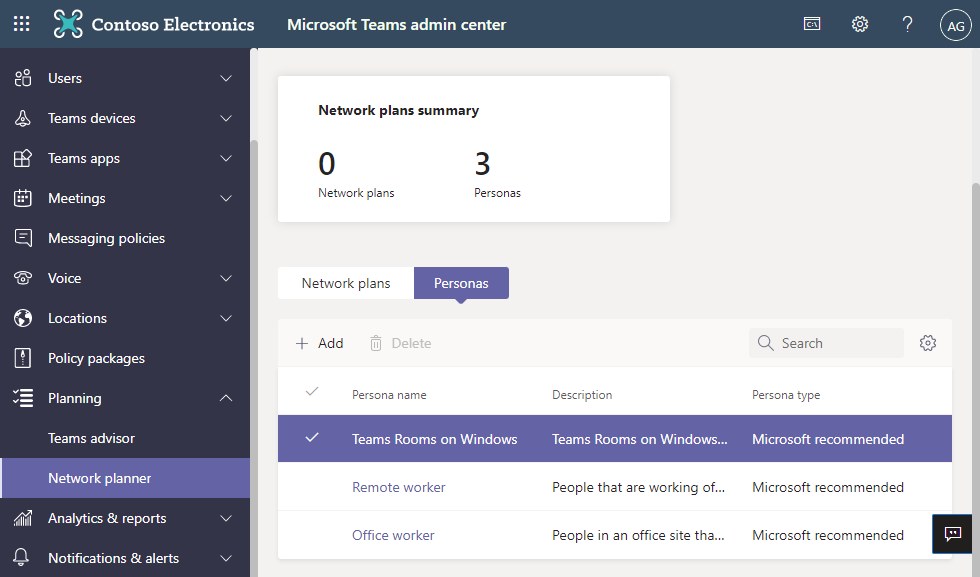 Contoso Electronics
Microsoft Teams admin center
C:\
?
AG
Users
Teams devices
Teams apps
Meetings
Messaging policies
Voice
Locations
Policy packages
Planning
Teams advisor
Network planner
Analytics & reports
Notifications & alerts
Network plans summary
0 3
Network plans Personas
Network plans Personas
Add Delete Search
Persona name Description Persona type
Teams Rooms on Windows Teams Rooms on Windows... Microsoft recommended
Remote worker People that are working of... Microsoft recommended
Office worker People in an office site tha... Microsoft recommended